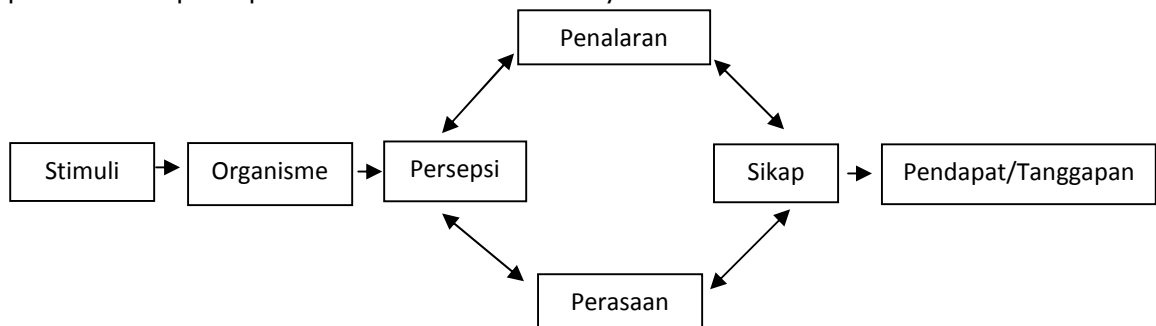 Penalaran
Stimuli
Organisme
Persepsi
Sikap
Pendapat/Tanggapan
Perasaan